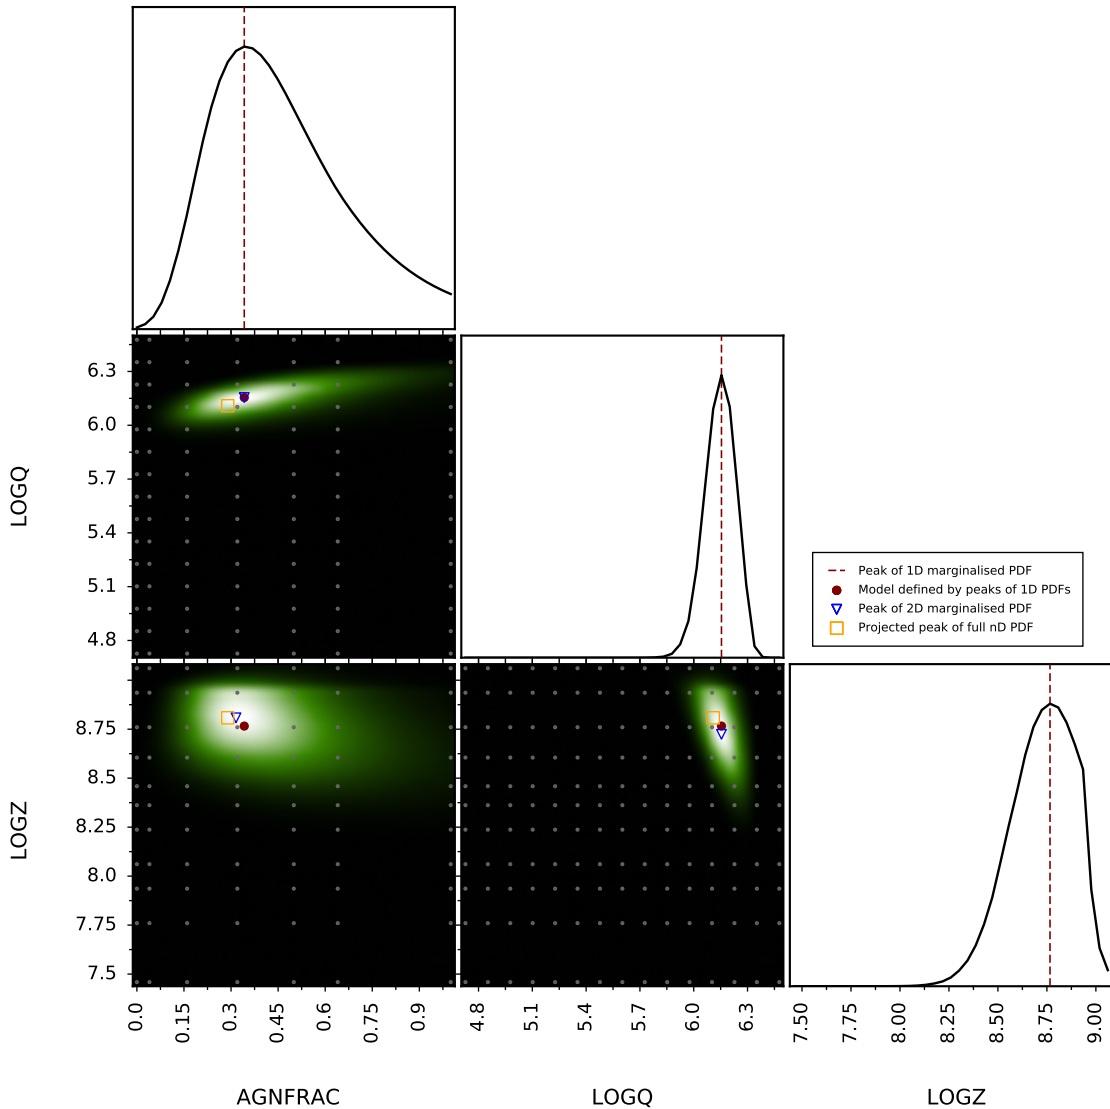 6.3
6.0
5.7
5.4
5.1
4.8
LOGQ
Peak of 1D marginalised PDF
Model defined by peaks of 1D PDFs
Peak of 2D marginalised PDF
Projected peak of full nD PDF
8.75
8.5
8.25
8.0
7.75
7.5
LOGZ
0.0 0.15 0.3 0.45 0.6 0.75 0.9
4.8 5.1 5.4 5.7 6.0 6.3
7.50 7.75 8.00 8.25 8.50 8.75 9.00
AGNFRAC LOGQ LOGZ